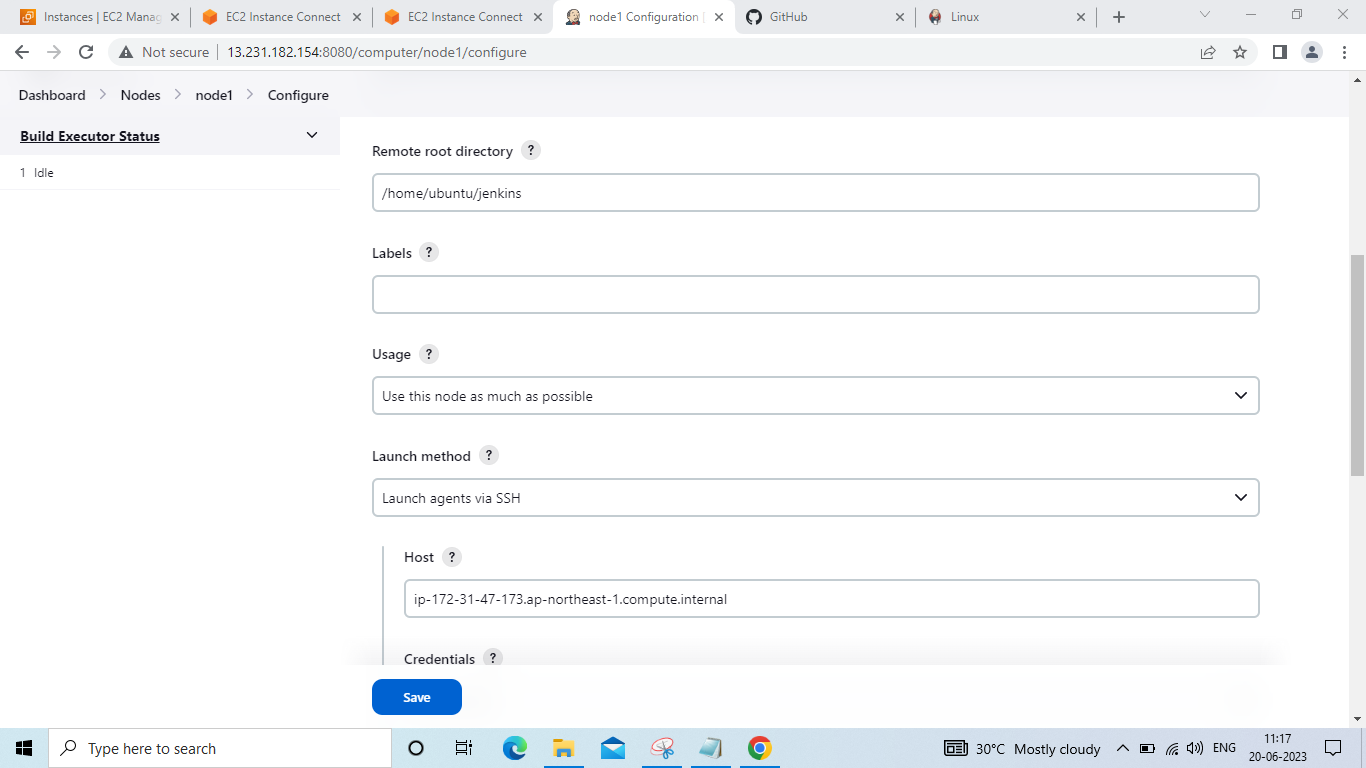 Instances | EC2 Manag
EC2 Instance Connect
EC2 Instance Connect
node1 Configuration
GitHub
Linux
Not secure
13.231.182.154:8080/computer/node1/configure
Dashboard
Nodes
node1
Configure
Build Executor Status
1 Idle
Remote root directory ?
/home/ubuntu/jenkins
Labels ?
Usage ?
Use this node as much as possible
Launch method ?
Launch agents via SSH
Host ?
ip-172-31-47-173.ap-northeast-1.compute.internal
Credentials ?
Save
Type here to search
30°C Mostly cloudy
ENG
11:17
20-06-2023